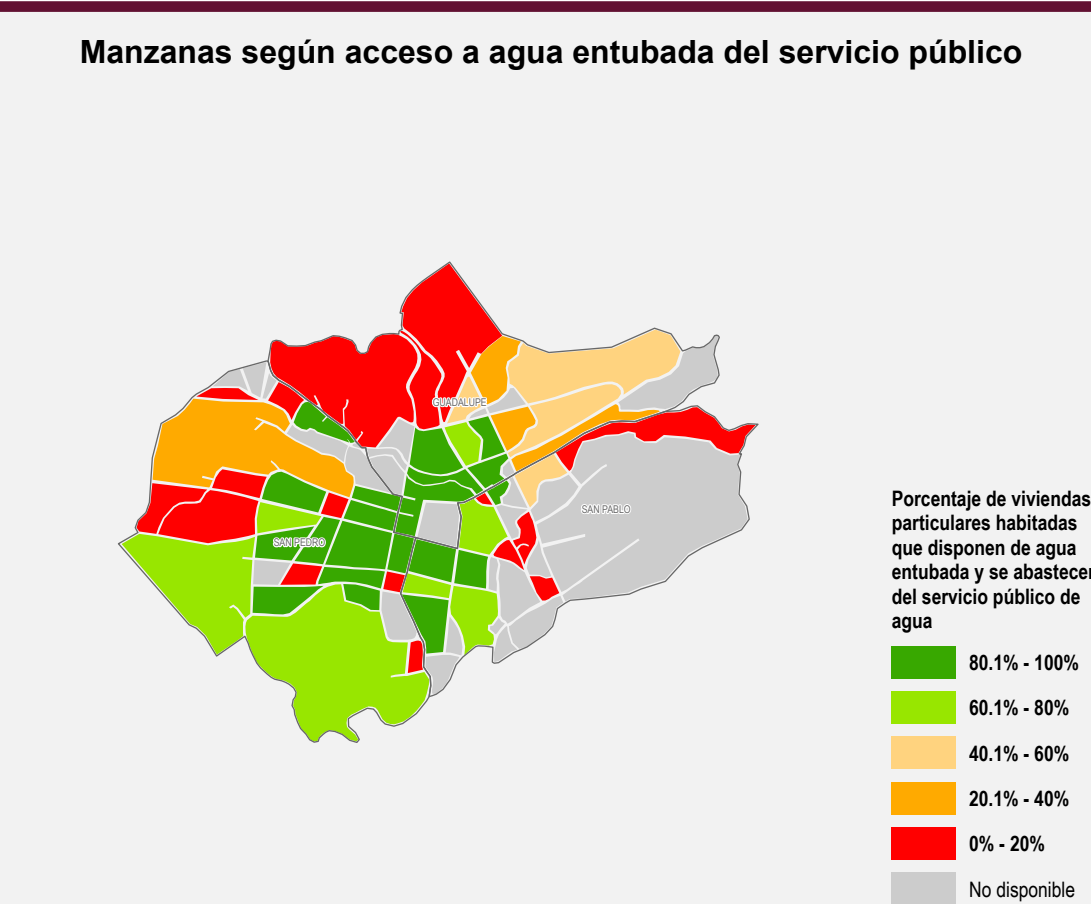 Manzanas según acceso a agua entubada del servicio público
GUADALUPE
SAN PABLO
SAN PEDRO
Porcentaje de viviendas
particulares habitadas
que disponen de agua
entubada y se abastecen
del servicio público de
agua
80.1% - 100%
60.1% - 80%
40.1% - 60%
20.1% - 40%
0% - 20%
No disponible